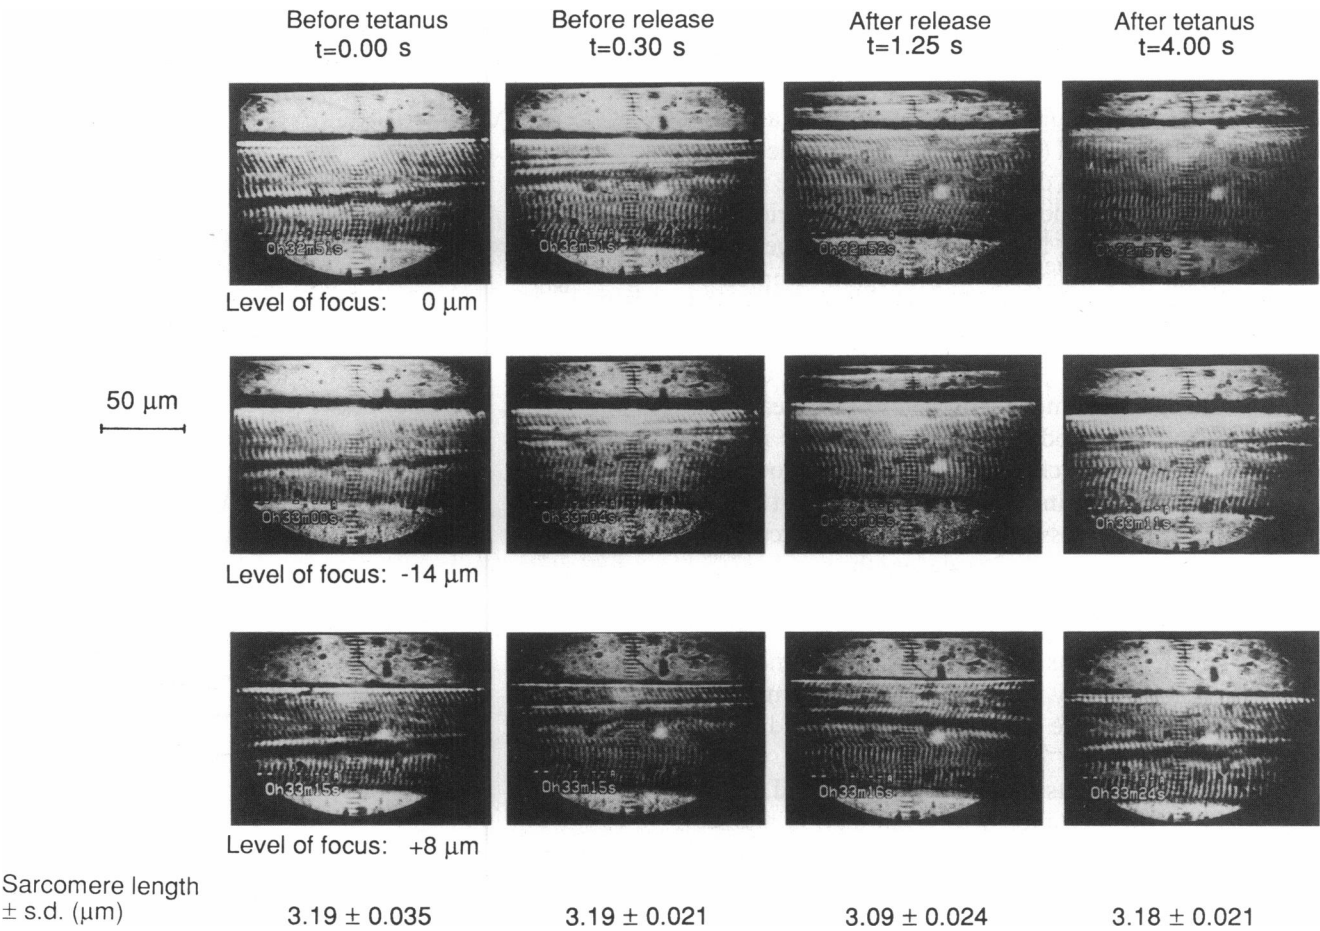 Before tetanus
t=0.00 s
Before release
t=0.30 s
After release
t=1.25 s
After tetanus
t=4.00 s
0h32m51s
0h32m51s
0h32m52s
0h32m57s
Level of focus: 0 μm
50 μm
0h33m00s
0h33m04s
0h33m11s
Level of focus: -14 μm
0h33m15s
0h33m15s
0h33m16s
0h33m24s
Level of focus: +8 μm
Sarcomere length
± s.d. (μm)
3.19 ± 0.035
3.19 ± 0.021
3.09 ± 0.024
3.18 ± 0.021